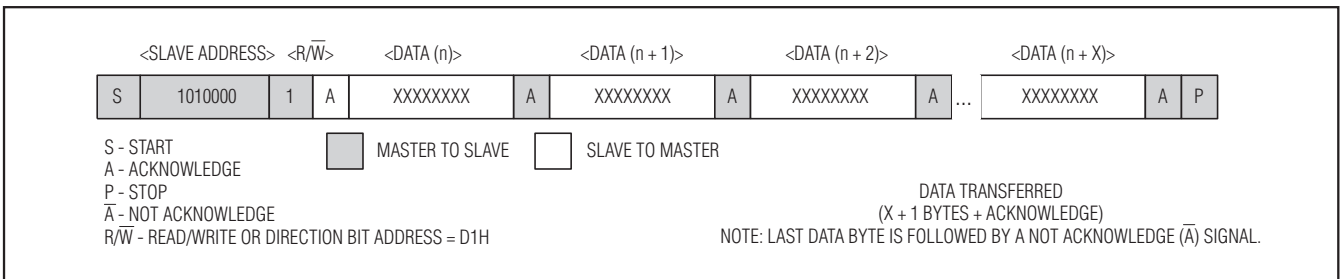 <SLAVE ADDRESS> <R/W̅> <DATA (n)> <DATA (n + 1)> <DATA (n + 2)> <DATA (n + X)>
S 1010000 1 A XXXXXXXX A XXXXXXXX A XXXXXXXX A ... XXXXXXXX A P
S - START
A - ACKNOWLEDGE
P - STOP
A̅ - NOT ACKNOWLEDGE
R/W̅ - READ/WRITE OR DIRECTION BIT ADDRESS = D1H
MASTER TO SLAVE
SLAVE TO MASTER
DATA TRANSFERRED
(X + 1 BYTES + ACKNOWLEDGE)
NOTE: LAST DATA BYTE IS FOLLOWED BY A NOT ACKNOWLEDGE (A̅) SIGNAL.